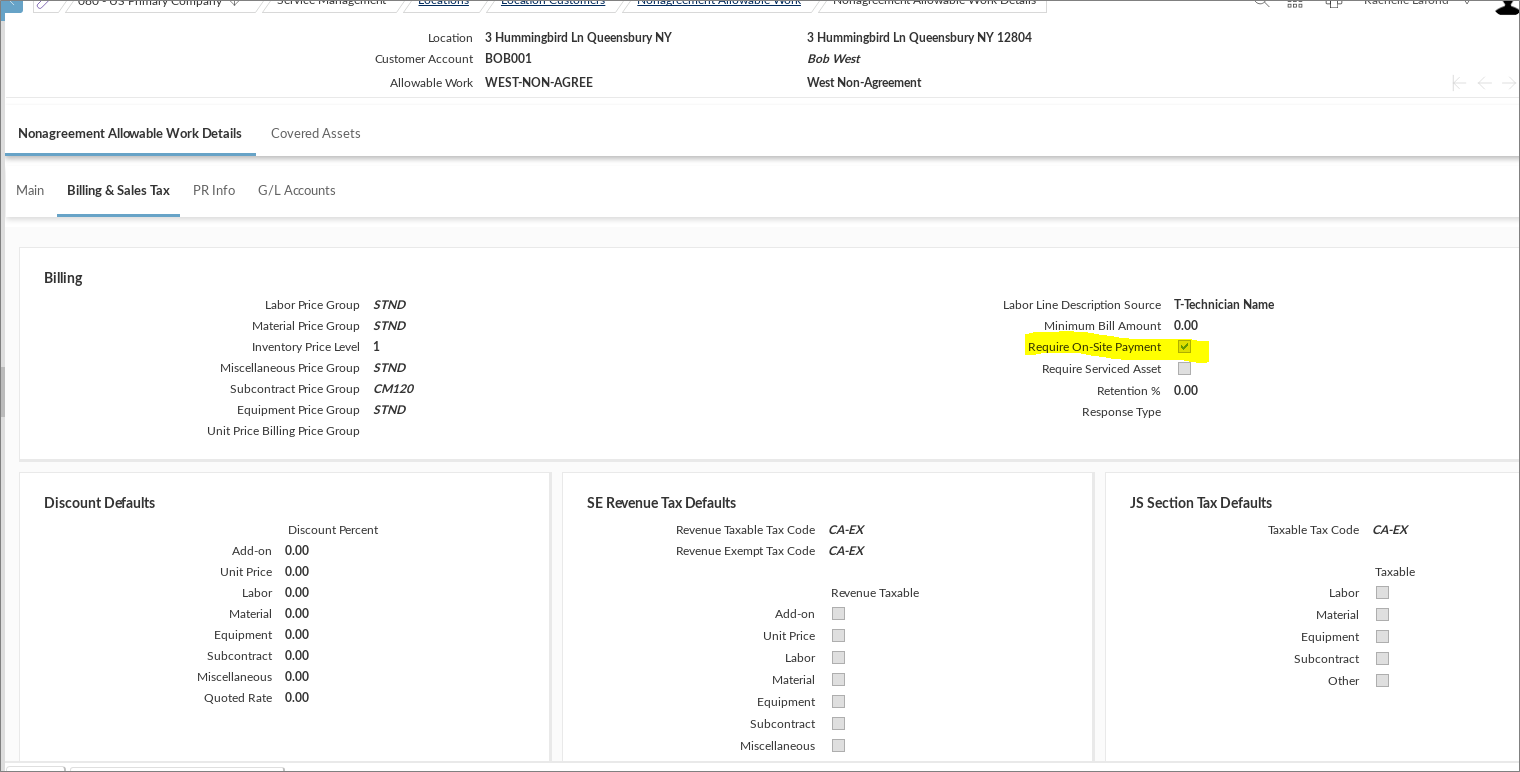 080 - US Primary Company Service Management Locations Location Customers Nonagreement Allowable Work Nonagreement Allowable Work Details Rachelle Lafond
Location 3 Hummingbird Ln Queensbury NY 3 Hummingbird Ln Queensbury NY 12804
Customer Account BOB001 Bob West
Allowable Work WEST-NON-AGREE West Non-Agreement
Nonagreement Allowable Work Details Covered Assets
Main Billing & Sales Tax PR Info G/L Accounts
Billing
Labor Price Group STND
Material Price Group STND
Inventory Price Level 1
Miscellaneous Price Group STND
Subcontract Price Group CM120
Equipment Price Group STND
Unit Price Billing Price Group
Labor Line Description Source T-Technician Name
Minimum Bill Amount 0.00
Require On-Site Payment
Require Serviced Asset
Retention % 0.00
Response Type
Discount Defaults
Discount Percent
Add-on 0.00
Unit Price 0.00
Labor 0.00
Material 0.00
Equipment 0.00
Subcontract 0.00
Miscellaneous 0.00
Quoted Rate 0.00
SE Revenue Tax Defaults
Revenue Taxable Tax Code CA-EX
Revenue Exempt Tax Code CA-EX
Revenue Taxable
Add-on
Unit Price
Labor
Material
Equipment
Subcontract
Miscellaneous
JS Section Tax Defaults
Taxable Tax Code CA-EX
Taxable
Labor
Material
Equipment
Subcontract
Other